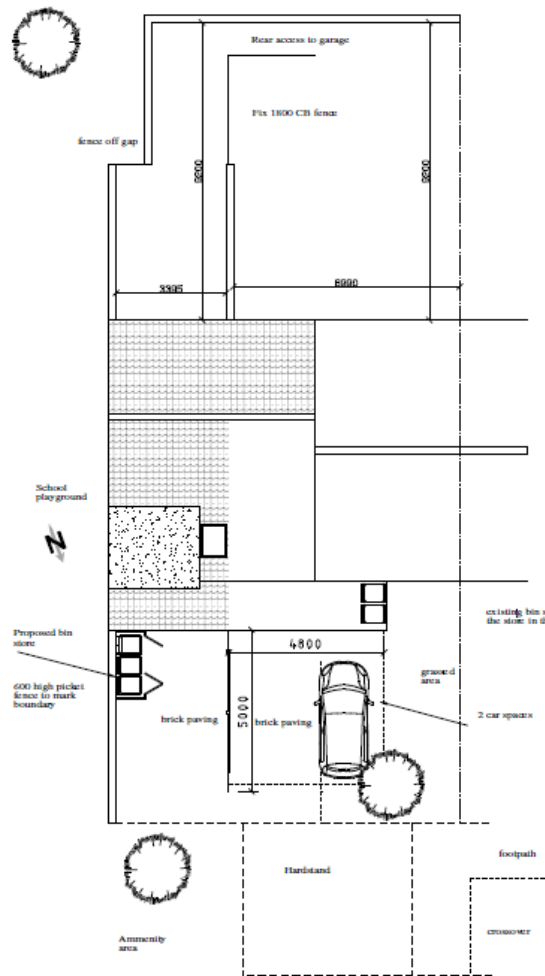 Rear access to garage
Fix 1800 CB fence
fence off gap
9200
9200
3395
6990
School
playground
N
Proposed bin
store
existing bin s
the store in th
4800
grassed
area
600 high picket
fence to mark
boundary
5000
2 car spaces
brick paving
brick paving
Hardstand
footpath
Ammenity
area
crossover